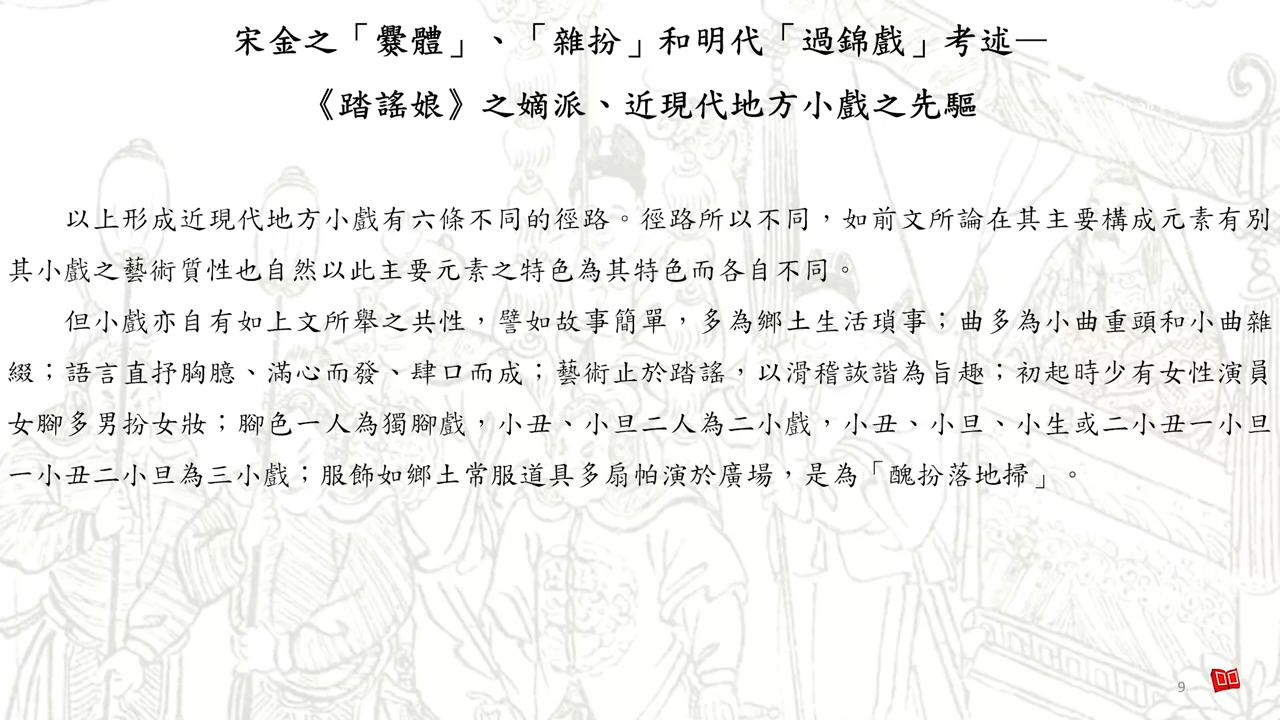 宋金之「爨體」、「雜扮」和明代「過錦戲」考述—
《踏謠娘》之嫡派、近現代地方小戲之先驅
以上形成近現代地方小戲有六條不同的徑路。徑路所以不同，如前文所論在其主要構成元素有別
其小戲之藝術質性也自然以此主要元素之特色為其特色而各自不同。
但小戲亦自有如上文所舉之共性，譬如故事簡單，多為鄉土生活瑣事；曲多為小曲重頭和小曲雜
綴；語言直抒胸臆、滿心而發、肆口而成；藝術止於踏謠，以滑稽詼諧為旨趣；初起時少有女性演員
女腳多男扮女妝；腳色一人為獨腳戲，小丑、小旦二人為二小戲，小丑、小旦、小生或二小丑一小旦
一小丑二小旦為三小戲；服飾如鄉土常服道具多扇帕演於廣場，是為「醜扮落地掃」。
9